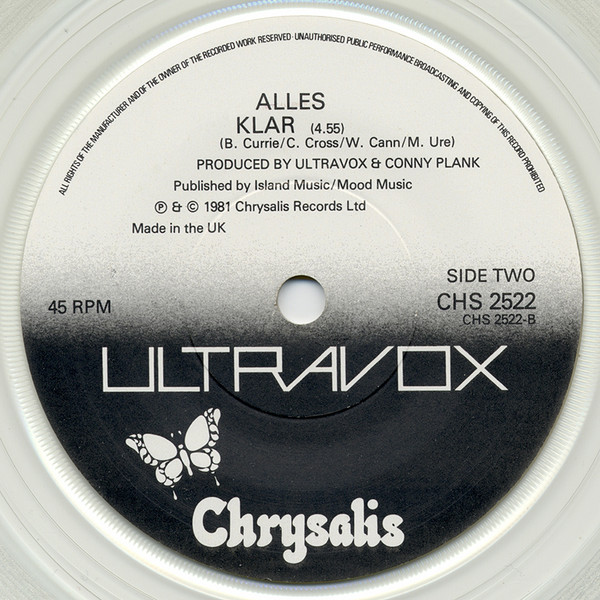 ALL RIGHTS OF THE MANUFACTURER AND OF THE OWNER OF THE RECORDED WORK RESERVED · UNAUTHORISED PUBLIC PERFORMANCE BROADCASTING AND COPYING OF THIS RECORD PROHIBITED
ALLES
KLAR (4.55)
(B. Currie/C. Cross/W. Cann/M. Ure)
PRODUCED BY ULTRAVOX & CONNY PLANK
Published by Island Music/Mood Music
℗ & © 1981 Chrysalis Records Ltd
Made in the UK
SIDE TWO
45 RPM
CHS 2522
CHS 2522-B
ULTRAVOX
Chrysalis